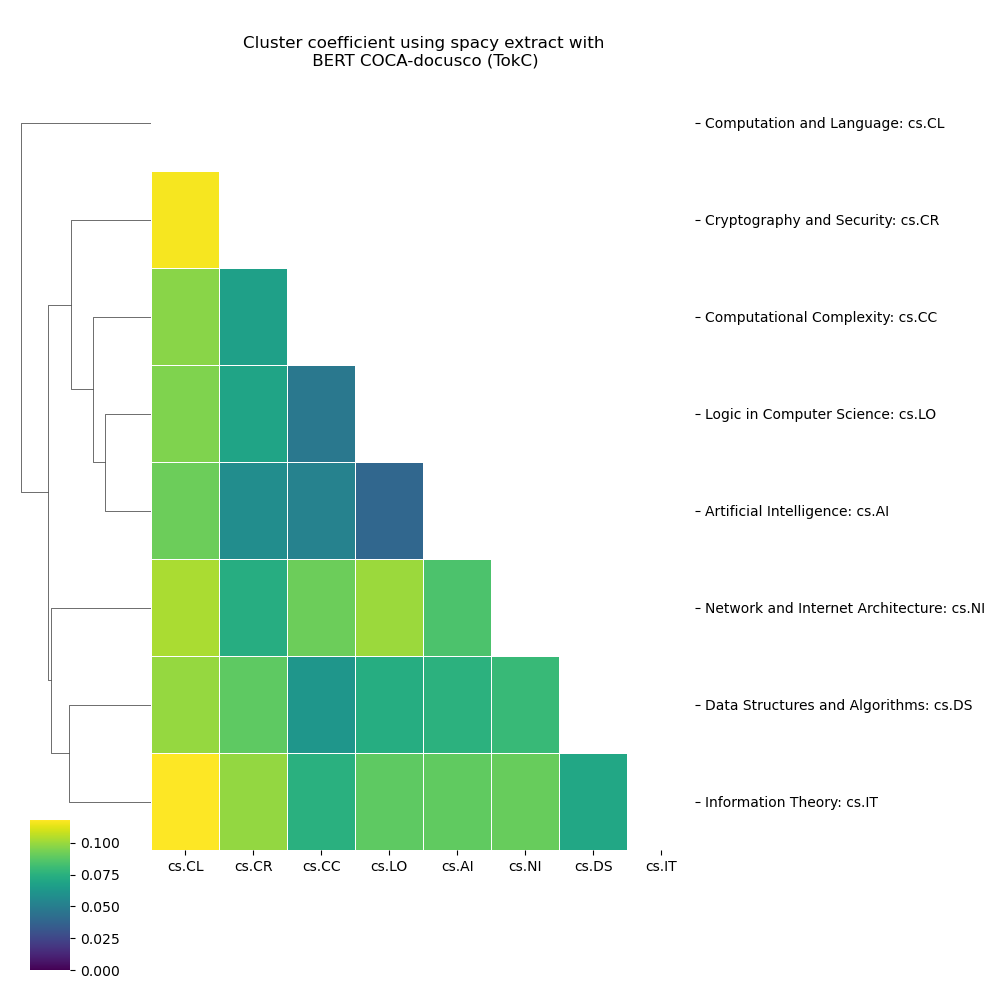 Cluster coefficient using spacy extract with
BERT COCA-docusco (TokC)
Computation and Language: cs.CL
Cryptography and Security: cs.CR
Computational Complexity: cs.CC
Logic in Computer Science: cs.LO
Artificial Intelligence: cs.AI
Network and Internet Architecture: cs.NI
Data Structures and Algorithms: cs.DS
Information Theory: cs.IT
cs.CL cs.CR cs.CC cs.LO cs.AI cs.NI cs.DS cs.IT
0.100
0.075
0.050
0.025
0.000